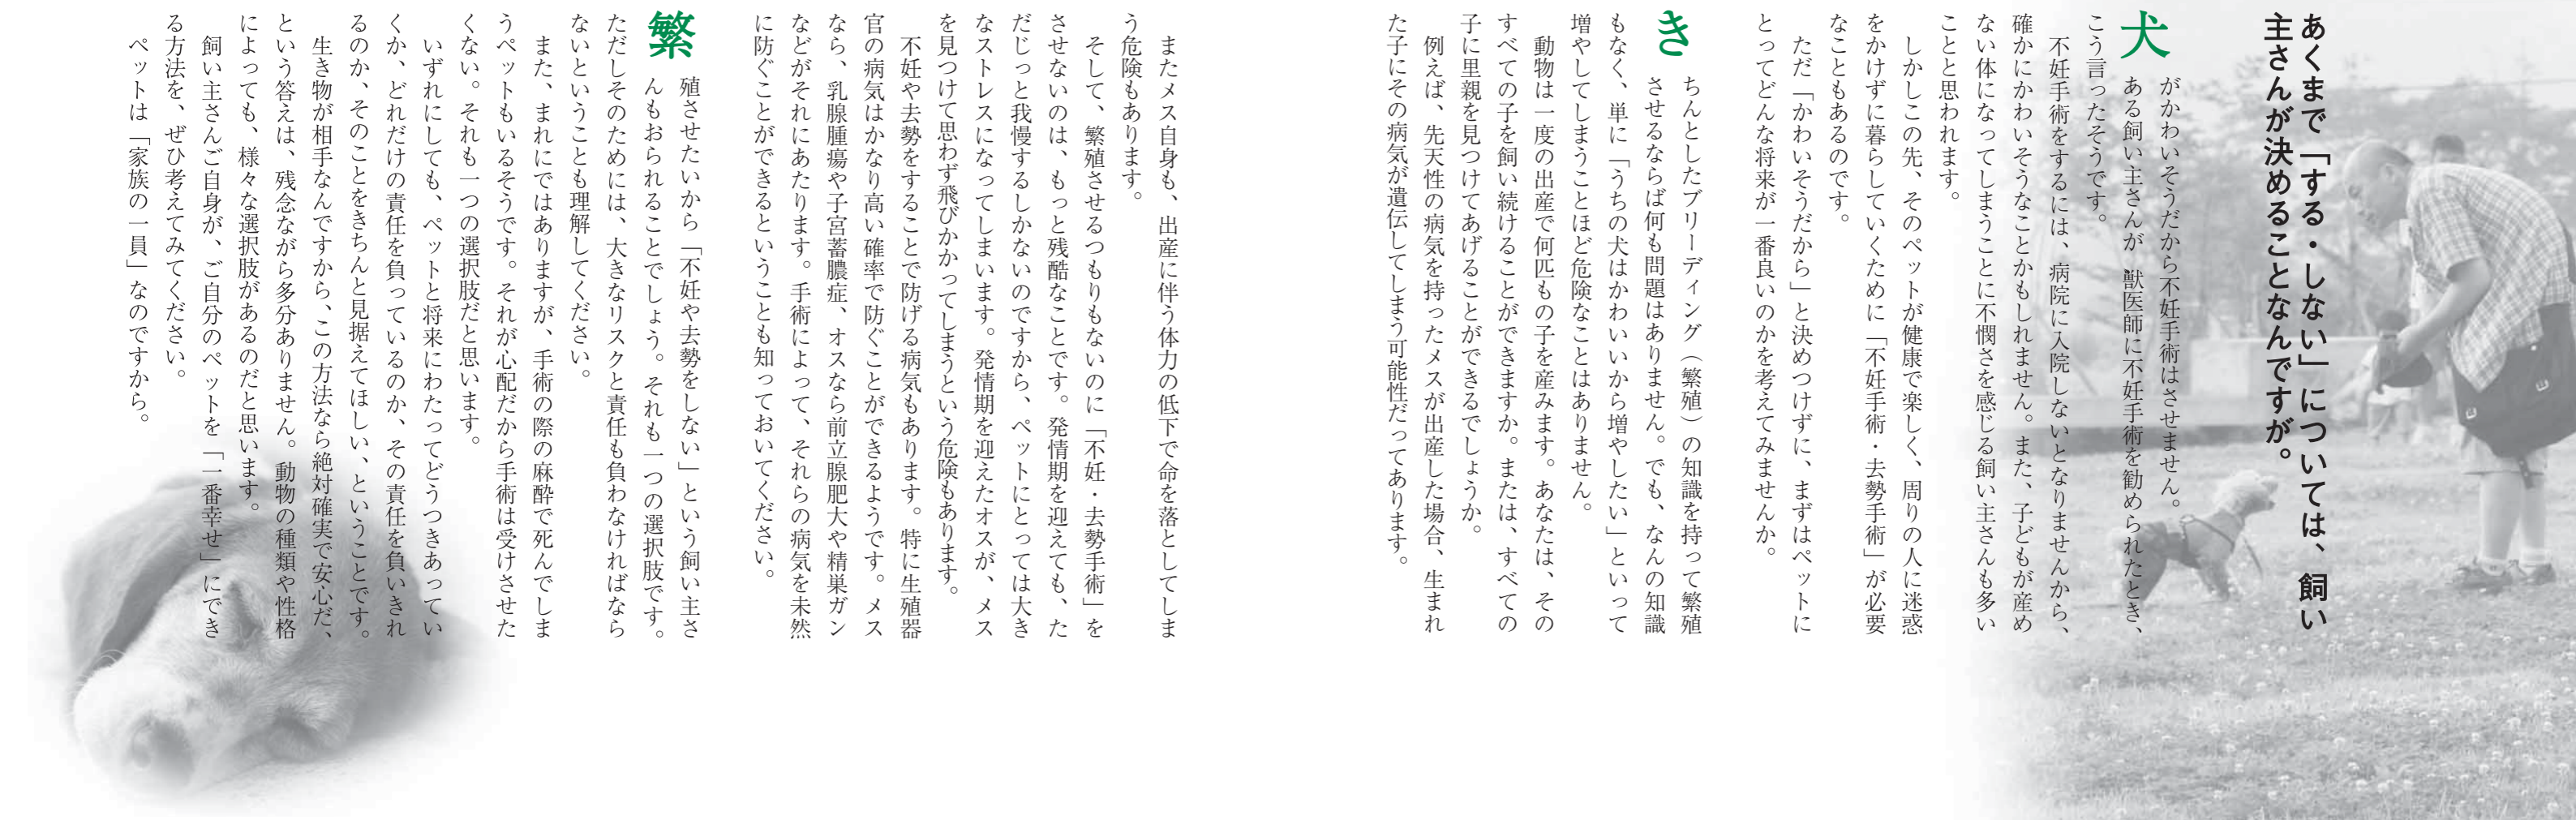 あくまで「する・しない」については、飼い
主さんが決めることなんですが。
犬がかわいそうだから不妊手術はさせません。
ある飼い主さんが 獣医師に不妊手術を勧められたとき、
こう言ったそうです。
不妊手術をするには、病院に入院しないとなりませんから、
確かにかわいそうなことかもしれません。また、子どもが産め
ない体になってしまうことに不憫さを感じる飼い主さんも多い
ことと思われます。
しかしこの先、そのペットが健康で楽しく、周りの人に迷惑
をかけずに暮らしていくために「不妊手術・去勢手術」が必要
なこともあるのです。
ただ「かわいそうだから」と決めつけずに、まずはペットに
とってどんな将来が一番良いのかを考えてみませんか。
きちんとしたブリーディング（繁殖）の知識を持って繁殖
させるならば何も問題はありません。でも、なんの知識
もなく、単に「うちの犬はかわいいから増やしたい」といって
増やしてしまうことほど危険なことはありません。
動物は一度の出産で何匹もの子を産みます。あなたは、その
すべての子を飼い続けることができますか。または、すべての
子に里親を見つけてあげることができるでしょうか。
例えば、先天性の病気を持ったメスが出産した場合、生まれ
た子にその病気が遺伝してしまう可能性だってあります。
またメス自身も、出産に伴う体力の低下で命を落としてしま
う危険もあります。
そして、繁殖させるつもりもないのに「不妊・去勢手術」を
させないのは、もっと残酷なことです。発情期を迎えても、た
だじっと我慢するしかないのですから、ペットにとっては大き
なストレスになってしまいます。発情期を迎えたオスが、メス
を見つけて思わず飛びかかってしまうという危険もあります。
不妊や去勢をすることで防げる病気もあります。特に生殖器
官の病気はかなり高い確率で防ぐことができるようです。メス
なら、乳腺腫瘍や子宮蓄膿症、オスなら前立腺肥大や精巣ガン
などがそれにあたります。手術によって、それらの病気を未然
に防ぐことができるということも知っておいてください。
繁殖させたいから「不妊や去勢をしない」という飼い主さ
んもおられることでしょう。それも一つの選択肢です。
ただしそのためには、大きなリスクと責任も負わなければなら
ないということも理解してください。
また、まれにではありますが、手術の際の麻酔で死んでしま
うペットもいるそうです。それが心配だから手術は受けさせた
くない。それも一つの選択肢だと思います。
いずれにしても、ペットと将来にわたってどうつきあってい
くか、どれだけの責任を負っているのか、その責任を負いきれ
るのか、そのことをきちんと見据えてほしい、ということです。
生き物が相手なんですから、この方法なら絶対確実で安心だ、
という答えは、残念ながら多分ありません。動物の種類や性格
によっても、様々な選択肢があるのだと思います。
飼い主さんご自身が、ご自分のペットを「一番幸せ」にでき
る方法を、ぜひ考えてみてください。
ペットは「家族の一員」なのですから。